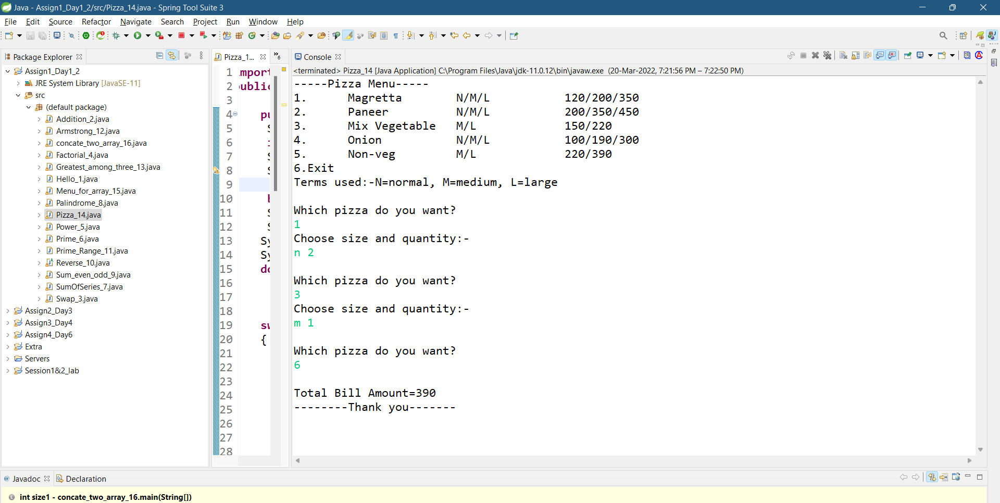 Java - Assign1_Day1_2/src/Pizza_14.java - Spring Tool Suite 3
File Edit Source Refactor Navigate Search Project Run Window Help
Package Explorer
Assign1_Day1_2
JRE System Library [JavaSE-11]
src
(default package)
Addition_2.java
Armstrong_12.java
concate_two_array_16.java
Factorial_4.java
Greatest_among_three_13.java
Hello_1.java
Menu_for_array_15.java
Palindrome_8.java
Pizza_14.java
Power_5.java
Prime_6.java
Prime_Range_11.java
Reverse_10.java
Sum_even_odd_9.java
SumOfSeries_7.java
Swap_3.java
Assign2_Day3
Assign3_Day4
Assign4_Day6
Extra
Servers
Session1&2_lab
Pizza_1...
»6
1 mport
2 public
3
4 pu
5 S
6 i
7 S
8 S
9
10
11 S
12 S
13 Sy
14 Sy
15 do
16
17
18
19 sw
20 {
21
22
23
24
25
26
27
28
Console
<terminated> Pizza_14 [Java Application] C:\Program Files\Java\jdk-11.0.12\bin\javaw.exe (20-Mar-2022, 7:21:56 PM – 7:22:50 PM)
-----Pizza Menu-----
1. Magretta N/M/L 120/200/350
2. Paneer N/M/L 200/350/450
3. Mix Vegetable M/L 150/220
4. Onion N/M/L 100/190/300
5. Non-veg M/L 220/390
6.Exit
Terms used:-N=normal, M=medium, L=large
Which pizza do you want?
1
Choose size and quantity:-
n 2
Which pizza do you want?
3
Choose size and quantity:-
m 1
Which pizza do you want?
6
Total Bill Amount=390
--------Thank you-------
@ Javadoc
Declaration
int size1 - concate_two_array_16.main(String[])